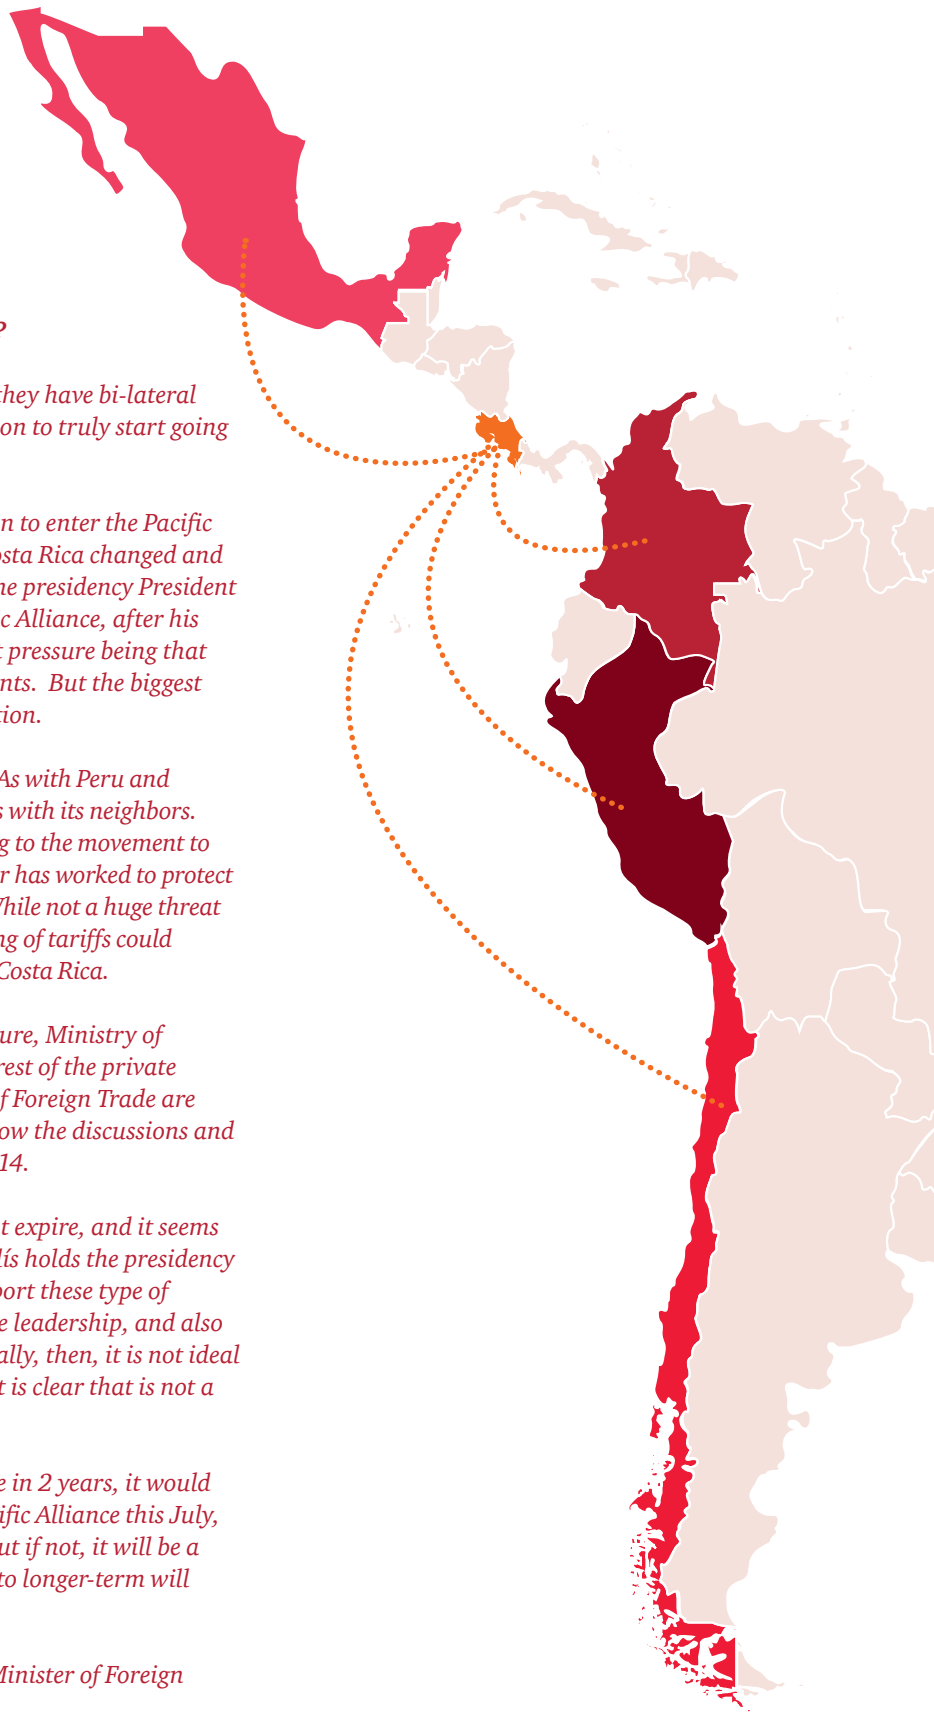 ?
they have bi-lateral
on to truly start going
n to enter the Pacific
osta Rica changed and
he presidency President
c Alliance, after his
t pressure being that
nts. But the biggest
tion.
As with Peru and
s with its neighbors.
g to the movement to
r has worked to protect
While not a huge threat
ng of tariffs could
Costa Rica.
ure, Ministry of
rest of the private
f Foreign Trade are
ow the discussions and
14.
t expire, and it seems
lís holds the presidency
port these type of
e leadership, and also
ally, then, it is not ideal
t is clear that is not a
e in 2 years, it would
ific Alliance this July,
ut if not, it will be a
to longer-term will
Minister of Foreign